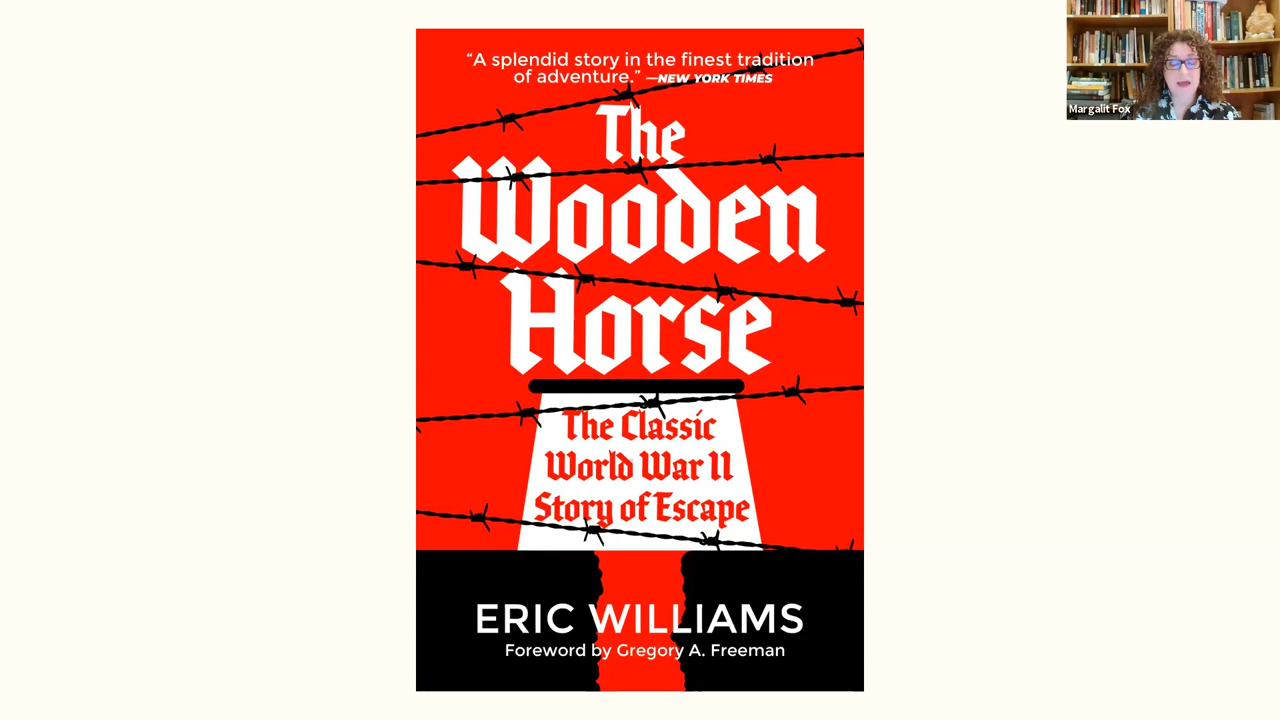 “A splendid story in the finest tradition
of adventure.” —NEW YORK TIMES
The
Wooden
Horse
The Classic
World War II
Story of Escape
ERIC WILLIAMS
Foreword by Gregory A. Freeman
Margalit Fox